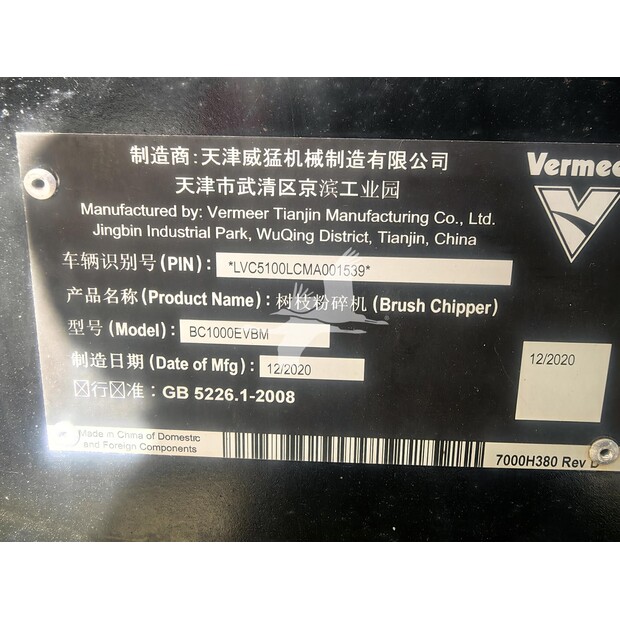 制造商:天津威猛机械制造有限公司
天津市武清区京滨工业园
Vermeer
Manufactured by: Vermeer Tianjin Manufacturing Co., Ltd.
Jingbin Industrial Park, WuQing District, Tianjin, China
车辆识别号(PIN): *LVC5100LCMA001539*
产品名称(Product Name): 树枝粉碎机(Brush Chipper)
型号(Model): BC1000EVBM
制造日期(Date of Mfg): 12/2020
12/2020
☒行☒准: GB 5226.1-2008
Made in China of Domestic
and Foreign Components
7000H380 Rev D